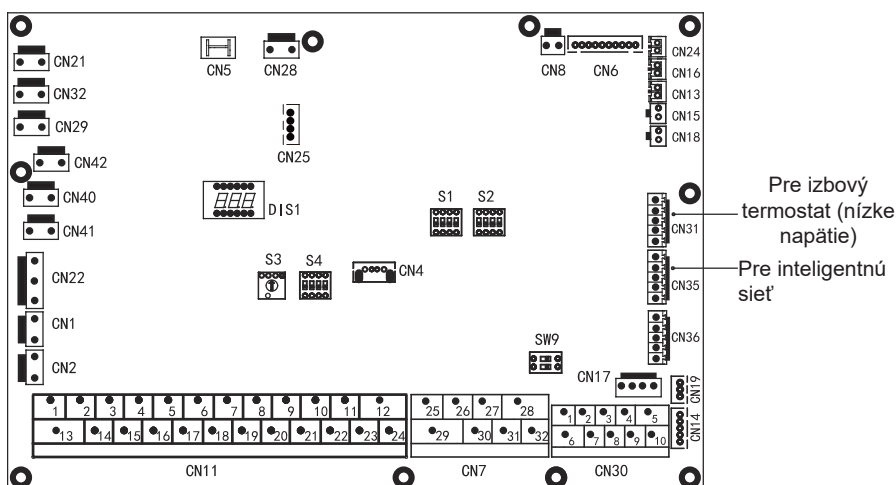 CN21
CN32
CN29
CN42
CN40
CN41
CN22
CN1
CN2
CN5
CN28
CN25
DIS1
S3 S4
CN4
S1 S2
CN8 CN6
CN24
CN16
CN13
CN15
CN18
CN31
CN35
CN36
Pre izbový
termostat (nízke
napätie)
Pre inteligentnú
sieť
SW9
CN17
CN19
CN14
1 2 3 4 5 6 7 8 9 10 11 12
13 14 15 16 17 18 19 20 21 22 23 24
CN11
25 26 27 28
29 30 31 32
CN7
1 2 3 4 5
6 7 8 9 10
CN30